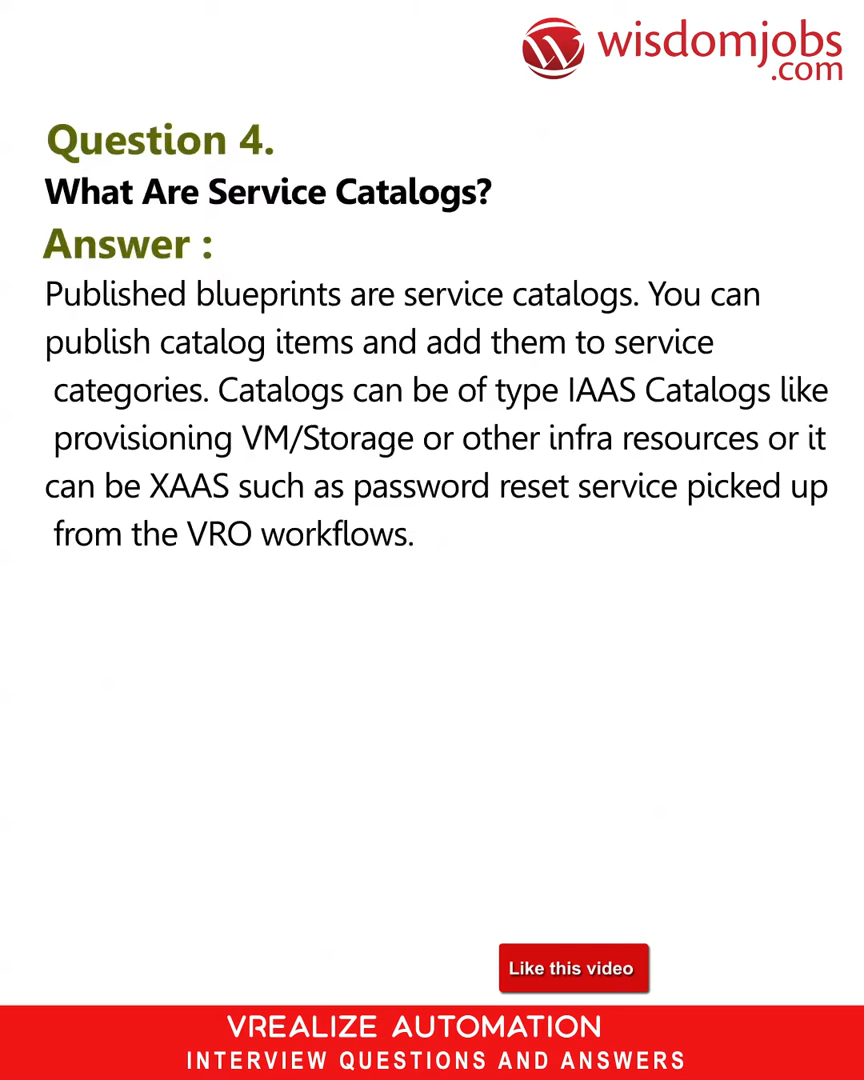 wisdomjobs
.com
Question 4.
What Are Service Catalogs?
Answer :
Published blueprints are service catalogs. You can
publish catalog items and add them to service
categories. Catalogs can be of type IAAS Catalogs like
provisioning VM/Storage or other infra resources or it
can be XAAS such as password reset service picked up
from the VRO workflows.
Like this video
VREALIZE AUTOMATION
INTERVIEW QUESTIONS AND ANSWERS